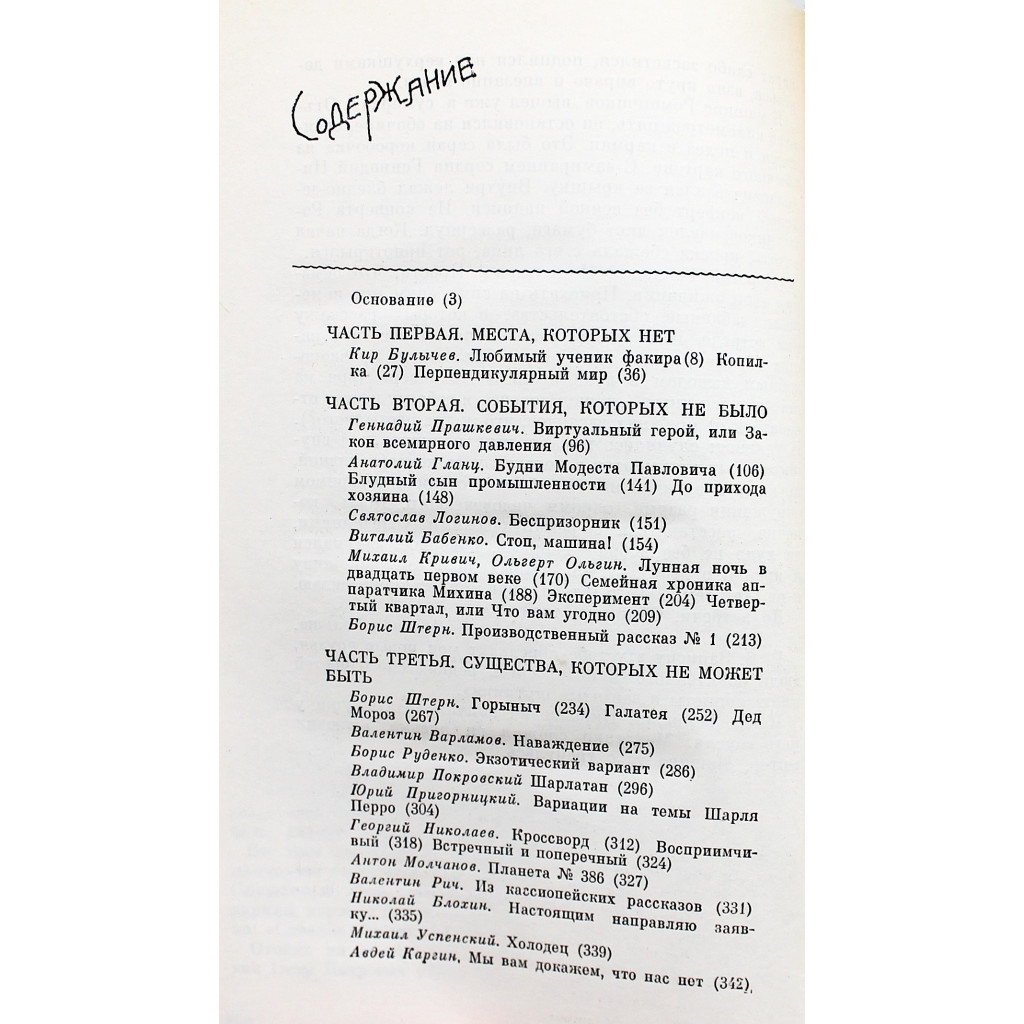 Содержание
Основание (3)
ЧАСТЬ ПЕРВАЯ. МЕСТА, КОТОРЫХ НЕТ
Кир Булычев. Любимый ученик факира(8) Копил-
ка (27) Перпендикулярный мир (36)
ЧАСТЬ ВТОРАЯ. СОБЫТИЯ, КОТОРЫХ НЕ БЫЛО
Геннадий Прашкевич. Виртуальный герой, или За-
кон всемирного давления (96)
Анатолий Гланц. Будни Модеста Павловича (106)
Блудный сын промышленности (141) До прихода
хозяина (148)
Святослав Логинов. Беспризорник (151)
Виталий Бабенко. Стоп, машина! (154)
Михаил Кривич, Ольгерт Ольгин. Лунная ночь в
двадцать первом веке (170) Семейная хроника ап-
паратчика Михина (188) Эксперимент (204) Четвер-
тый квартал, или Что вам угодно (209)
Борис Штерн. Производственный рассказ № 1 (213)
ЧАСТЬ ТРЕТЬЯ. СУЩЕСТВА, КОТОРЫХ НЕ МОЖЕТ
БЫТЬ
Борис Штерн. Горыныч (234) Галатея (252) Дед
Мороз (267)
Валентин Варламов. Наваждение (275)
Борис Руденко. Экзотический вариант (286)
Владимир Покровский Шарлатан (296)
Юрий Пригорницкий. Вариации на темы Шарля
Перро (304)
Георгий Николаев. Кроссворд (312) Восприимчи-
вый (318) Встречный и поперечный (324)
Антон Молчанов. Планета № 386 (327)
Валентин Рич. Из кассиопейских рассказов (331)
Николай Блохин. Настоящим направляю заяв-
ку... (335)
Михаил Успенский. Холодец (339)
Авдей Каргин, Мы вам докажем, что нас нет (342),